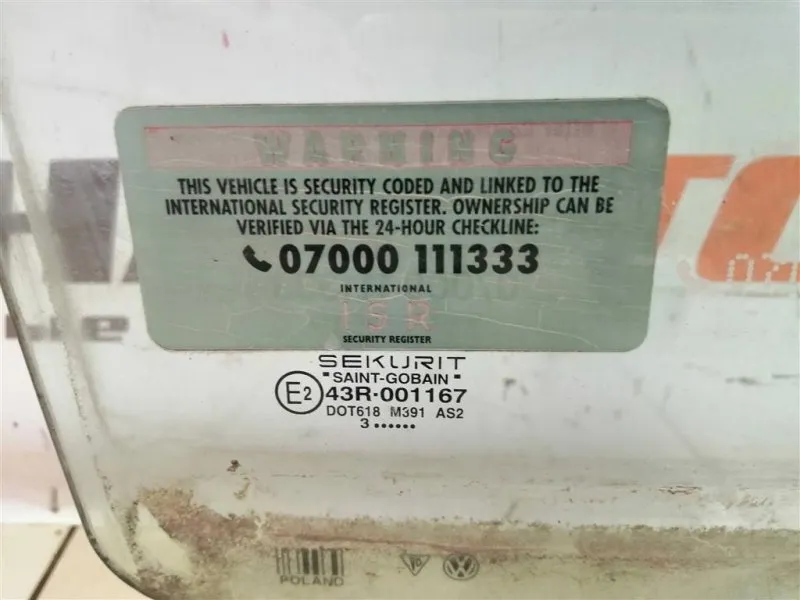 WARNING
THIS VEHICLE IS SECURITY CODED AND LINKED TO THE
INTERNATIONAL SECURITY REGISTER. OWNERSHIP CAN BE
VERIFIED VIA THE 24-HOUR CHECKLINE:
07000 111333
INTERNATIONAL
ISR
SECURITY REGISTER
SEKURIT
"SAINT-GOBAIN"
E2 43R-001167
DOT618 M391 AS2
3 ••••••
POLAND